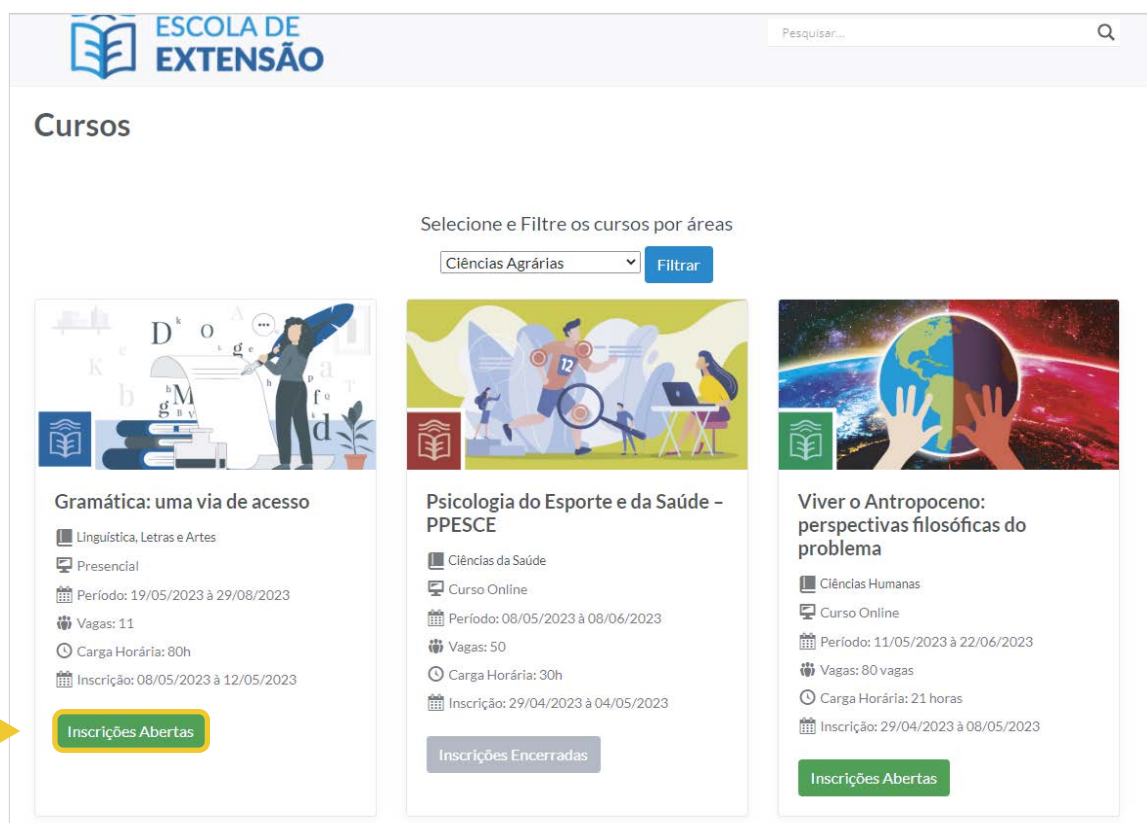 ESCOLA DE
EXTENSÃO
Pesquisar...
Cursos
Selecione e Filtre os cursos por áreas
Ciências Agrárias
Filtrar
Gramática: uma via de acesso
Linguística, Letras e Artes
Presencial
Período: 19/05/2023 à 29/08/2023
Vagas: 11
Carga Horária: 80h
Inscrição: 08/05/2023 à 12/05/2023
Inscrições Abertas
12
Psicologia do Esporte e da Saúde –
PPESCE
Ciências da Saúde
Curso Online
Período: 08/05/2023 à 08/06/2023
Vagas: 50
Carga Horária: 30h
Inscrição: 29/04/2023 à 04/05/2023
Inscrições Encerradas
Viver o Antropoceno:
perspectivas filosóficas do
problema
Ciências Humanas
Curso Online
Período: 11/05/2023 à 22/06/2023
Vagas: 80 vagas
Carga Horária: 21 horas
Inscrição: 29/04/2023 à 08/05/2023
Inscrições Abertas